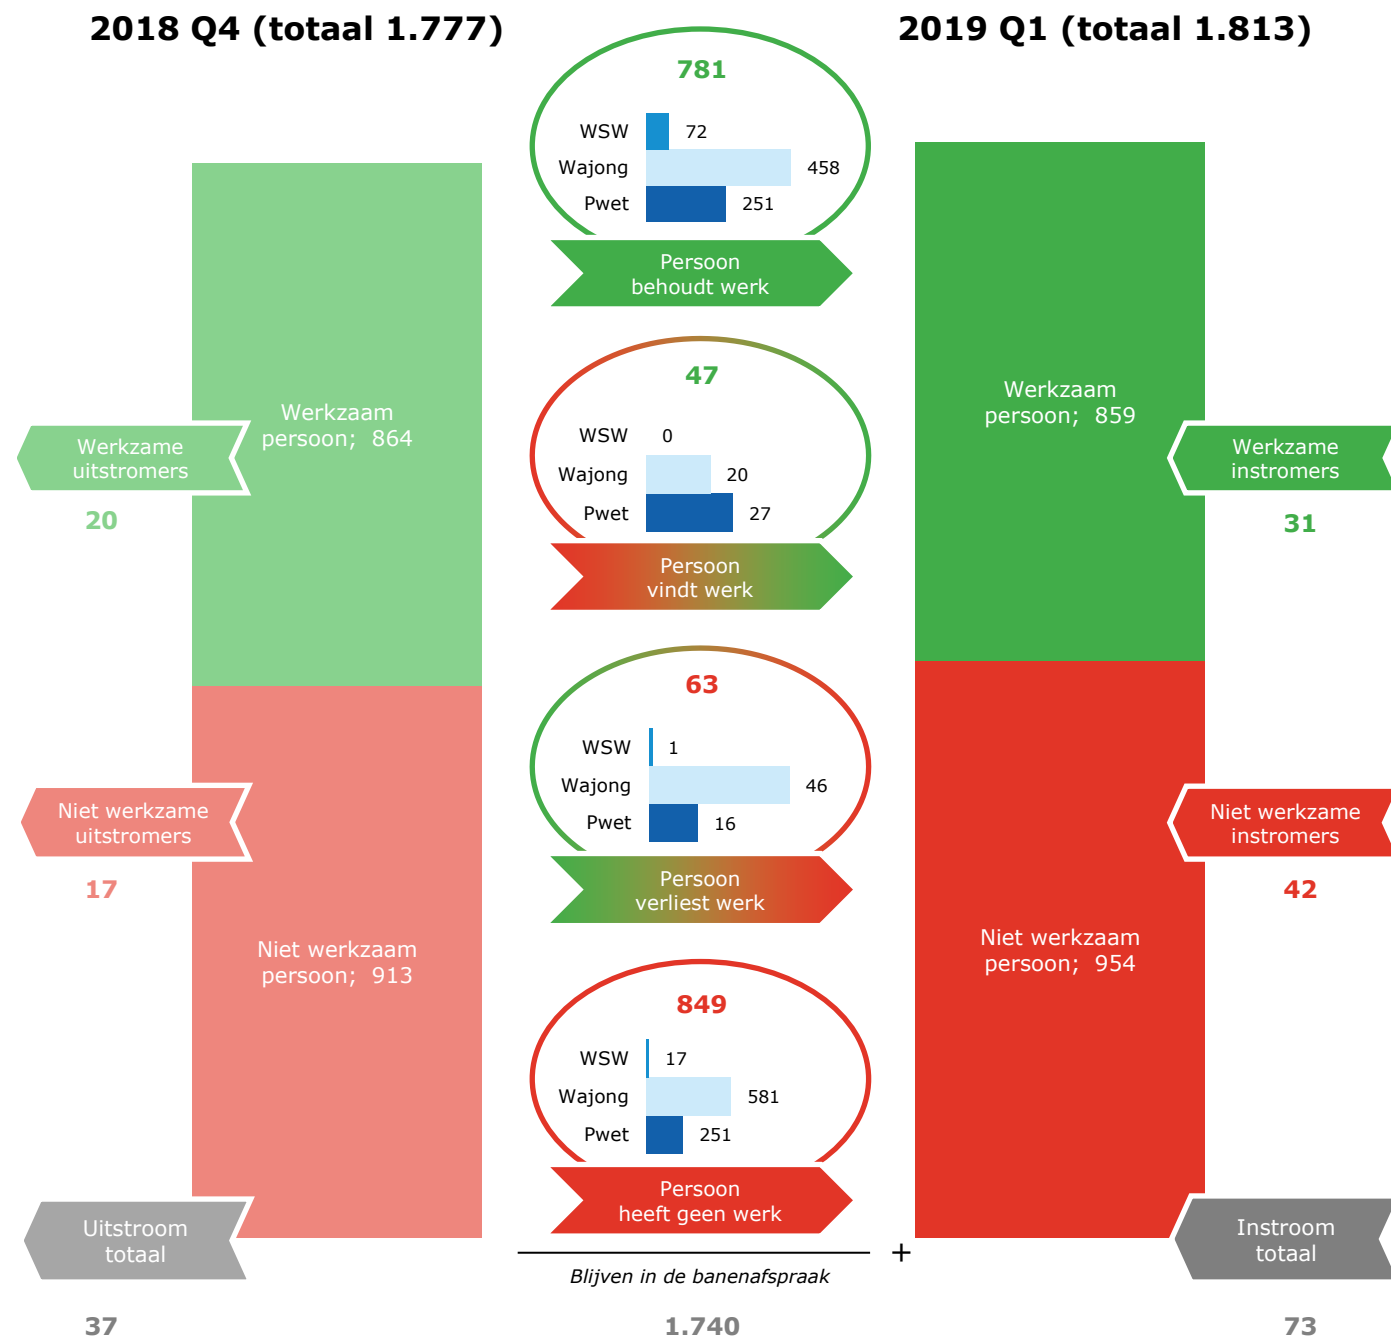 2018 Q4 (totaal 1.777)
2019 Q1 (totaal 1.813)
781
WSW 72
Wajong 458
Pwet 251
Persoon
behoudt werk
47
WSW 0
Wajong 20
Pwet 27
Persoon
vindt werk
63
WSW 1
Wajong 46
Pwet 16
Persoon
verliest werk
849
WSW 17
Wajong 581
Pwet 251
Persoon
heeft geen werk
Werkzaam
persoon; 864
Werkzame
uitstromers
20
Niet werkzaam
persoon; 913
Niet werkzame
uitstromers
17
Uitstroom
totaal
37
Werkzaam
persoon; 859
Werkzame
instromers
31
Niet werkzaam
persoon; 954
Niet werkzame
instromers
42
Instroom
totaal
73
+
Blijven in de banenafspraak
1.740